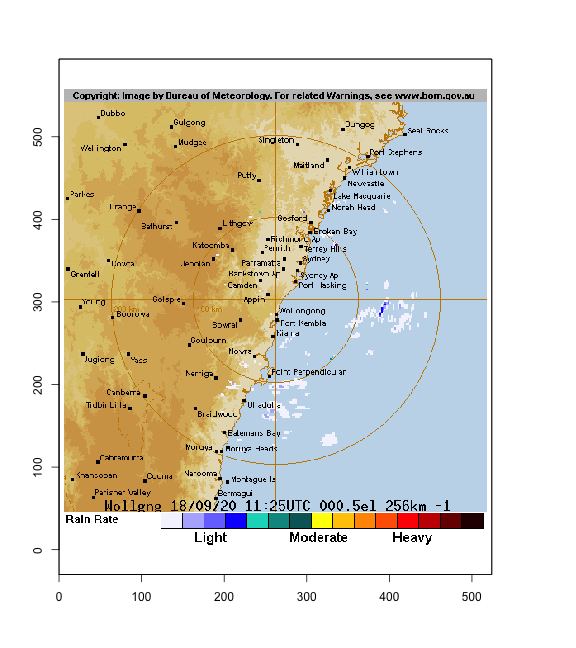 Copyright: Image by Bureau of Meteorology. For related Warnings, see www.bom.gov.au
Dubbo
Gulgong
Dungog
Seal Rocks
Wellington
Mudgee
Singleton
Port Stephens
Maitland
Williamtown
Putty
Newcastle
Parkes
Lake Macquarie
Orange
Norah Head
Bathurst
Lithgow
Gosford
Broken Bay
Katoomba
Richmond Ap
Penrith
Terrey Hills
Jenolan
Parramatta
Sydney
Cowra
Bankstown Ap
Sydney Ap
Grenfell
Camden
Port Hacking
Young
Goulpie
Appin
Boorowa
Wollongong
Bowral
Port Kembla
Kiama
Goulburn
Jugiong
Yass
Nowra
Nerriga
Point Perpendicular
Canberra
Tidbinbilla
Braidwood
Ulladulla
Batemans Bay
Moruya
Moruya Heads
Cabramurra
Khancoban
Cooma
Narooma
Montague Is
Perisher Valley
Bermagui
Wollgng 18/09/20 11:25UTC 000.5el 256km -1
Rain Rate
Light Moderate Heavy
0
100
200
300
400
500
0 100 200 300 400 500